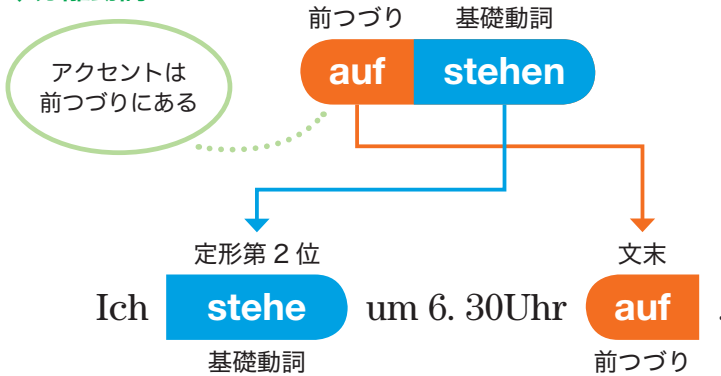 前つづり 基礎動詞
auf stehen
アクセントは
前つづりにある
定形第2位 文末
Ich stehe um 6. 30Uhr auf .
基礎動詞 前つづり